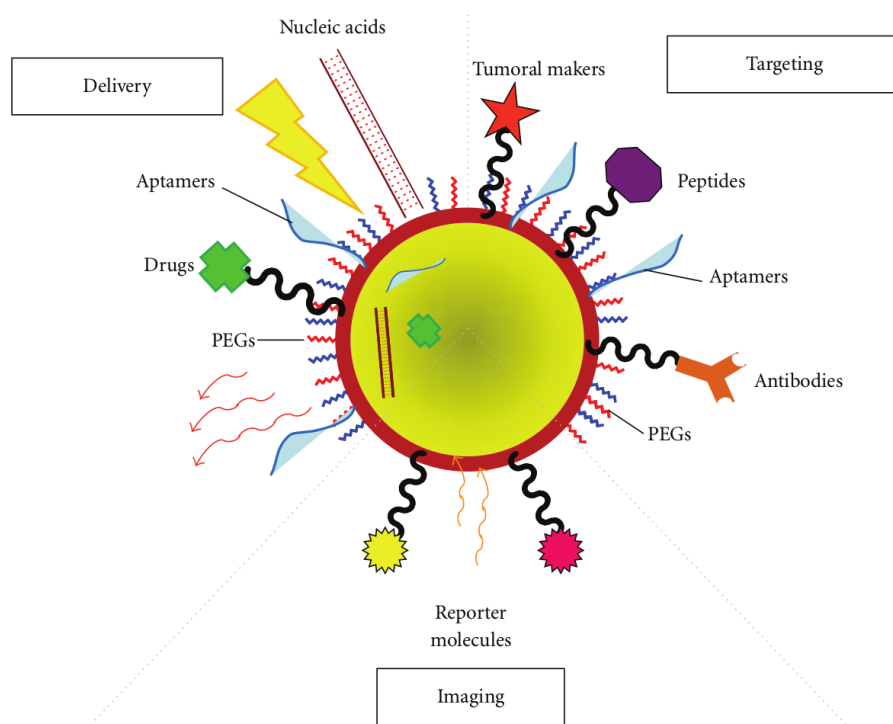 Nucleic acids
Delivery
Tumoral makers
Targeting
Aptamers
Peptides
Drugs
Aptamers
PEGs
Antibodies
PEGs
Reporter
molecules
Imaging